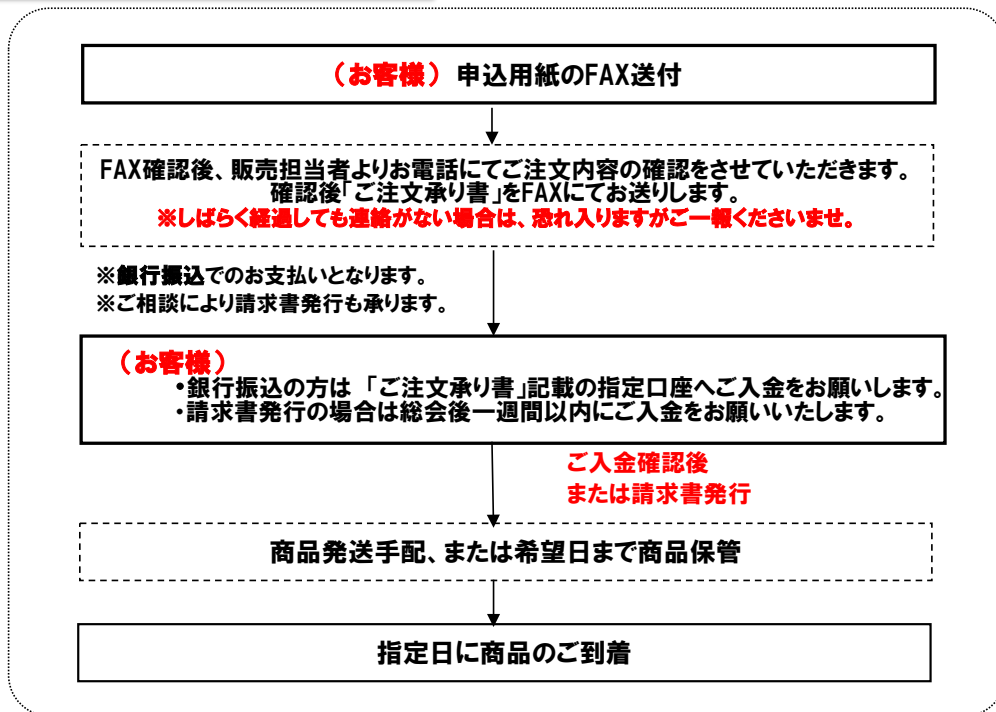 (お客様) 申込用紙のFAX送付
FAX確認後、販売担当者よりお電話にてご注文内容の確認をさせていただきます。
確認後「ご注文承り書」をFAXにてお送りします。
※しばらく経過しても連絡がない場合は、恐れ入りますがご一報くださいませ。
※銀行振込でのお支払いとなります。
※ご相談により請求書発行も承ります。
(お客様)
・銀行振込の方は 「ご注文承り書」記載の指定口座へご入金をお願いします。
・請求書発行の場合は総会後一週間以内にご入金をお願いいたします。
ご入金確認後
または請求書発行
商品発送手配、または希望日まで商品保管
指定日に商品のご到着